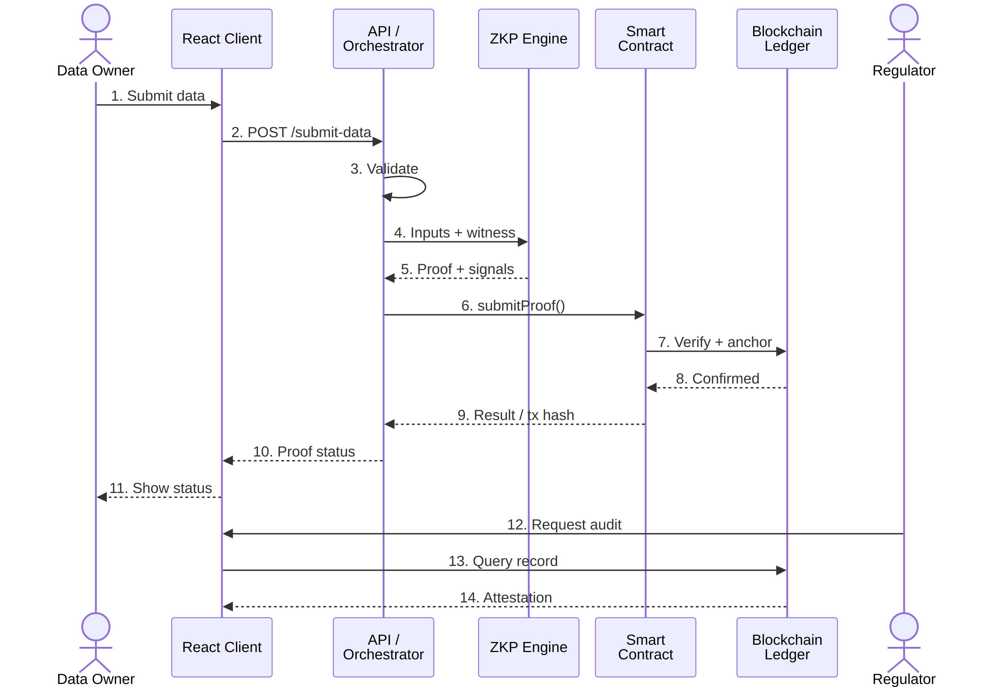 Data Owner
React Client
API /
Orchestrator
ZKP Engine
Smart
Contract
Blockchain
Ledger
Regulator
1. Submit data
2. POST /submit-data
3. Validate
4. Inputs + witness
5. Proof + signals
6. submitProof()
7. Verify + anchor
8. Confirmed
9. Result / tx hash
10. Proof status
11. Show status
12. Request audit
13. Query record
14. Attestation
Data Owner
React Client
API /
Orchestrator
ZKP Engine
Smart
Contract
Blockchain
Ledger
Regulator